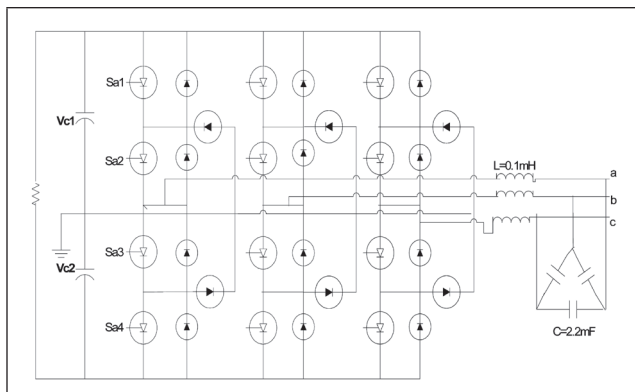 Sa1
Vc1
Sa2
L=0.1mH
a
b
c
Sa3
Vc2
Sa4
C=2.2mF